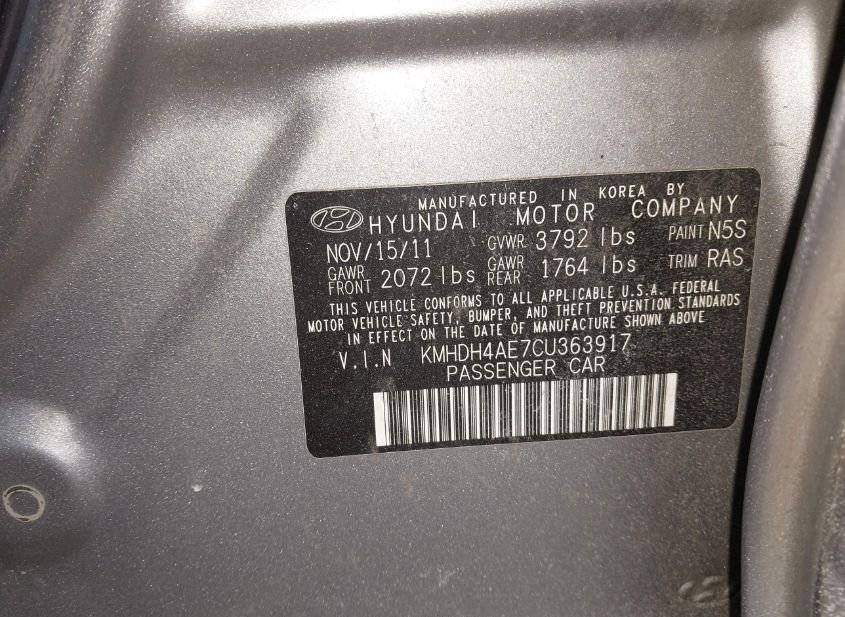 MANUFACTURED IN KOREA BY
HYUNDAI MOTOR COMPANY
NOV/15/11 GVWR 3792 lbs PAINT N5S
GAWR FRONT 2072 lbs GAWR REAR 1764 lbs TRIM RAS
THIS VEHICLE CONFORMS TO ALL APPLICABLE U.S.A. FEDERAL
MOTOR VEHICLE SAFETY, BUMPER, AND THEFT PREVENTION STANDARDS
IN EFFECT ON THE DATE OF MANUFACTURE SHOWN ABOVE
V.I.N KMHDH4AE7CU363917
PASSENGER CAR